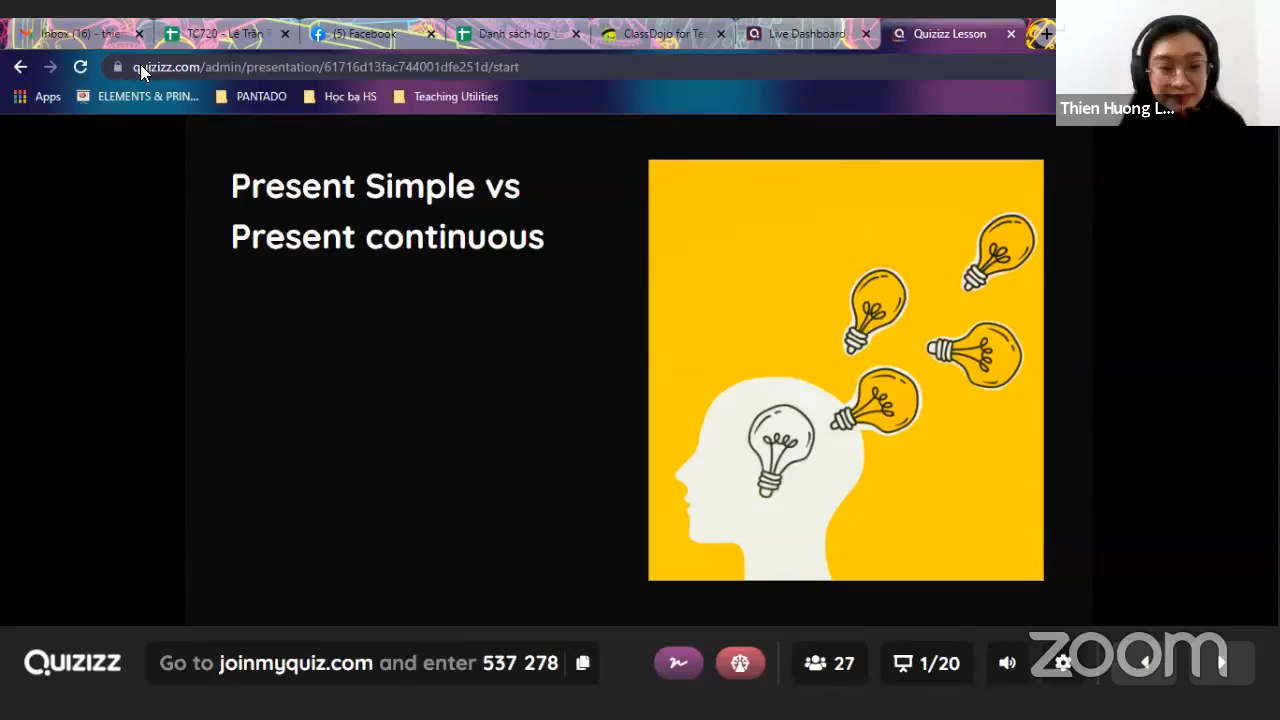 Inbox (16) - thie
TC720 - Lê Trần T
(5) Facebook
Danh sách lớp_
ClassDojo for Te
Live Dashboard
Quizizz Lesson
quizizz.com/admin/presentation/61716d13fac744001dfe251d/start
Apps
ELEMENTS & PRIN...
PANTADO
Học bạ HS
Teaching Utilities
Thien Huong L...
Present Simple vs
Present continuous
QUIZIZZ
Go to joinmyquiz.com and enter 537 278
27
1/20
zoom